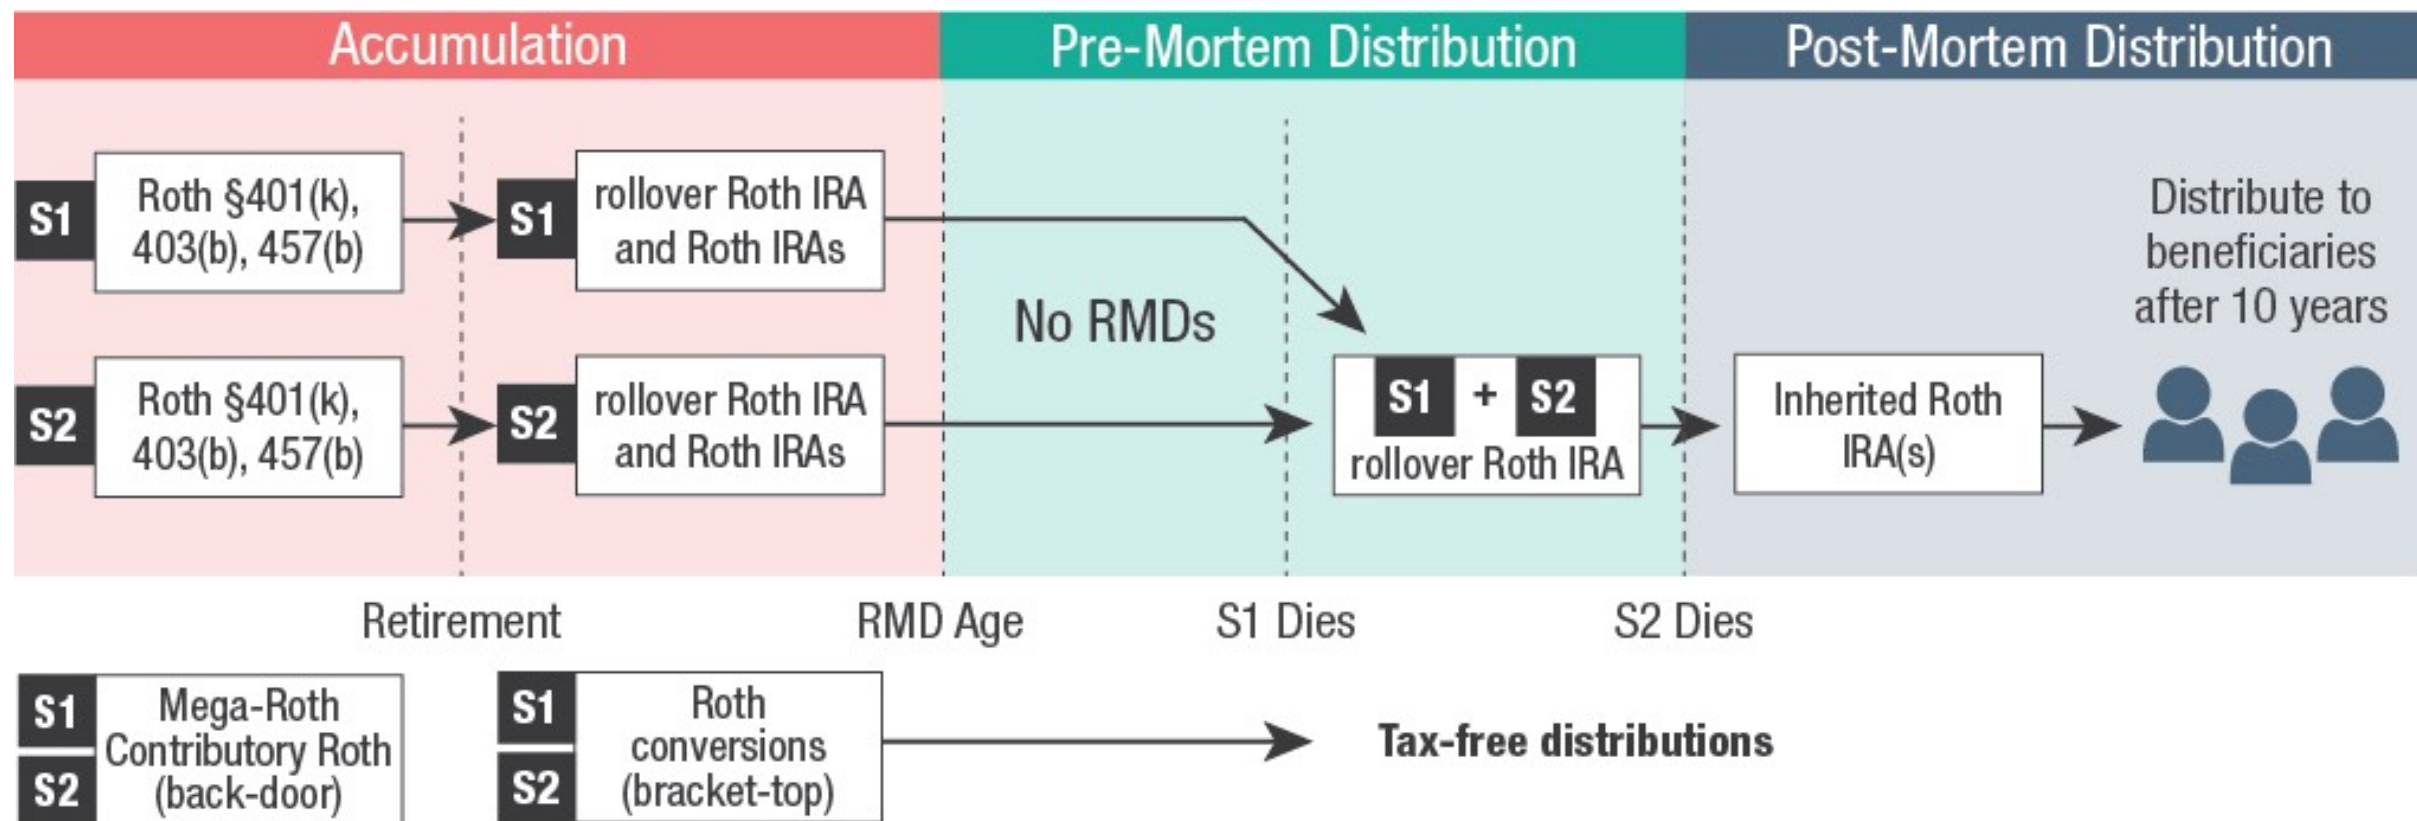 Accumulation
Pre-Mortem Distribution
Post-Mortem Distribution
S1
Roth §401(k),
403(b), 457(b)
S1
rollover Roth IRA
and Roth IRAs
S2
Roth §401(k),
403(b), 457(b)
S2
rollover Roth IRA
and Roth IRAs
No RMDs
S1 + S2
rollover Roth IRA
Inherited Roth
IRA(s)
Distribute to
beneficiaries
after 10 years
Retirement
RMD Age
S1 Dies
S2 Dies
S1
S2
Mega-Roth
Contributory Roth
(back-door)
S1
S2
Roth
conversions
(bracket-top)
Tax-free distributions